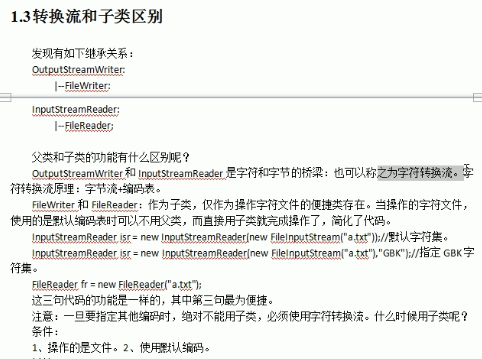 1.3转换流和子类区别
发现有如下继承关系：
OutputStreamWriter:
|--FileWriter:
InputStreamReader:
|--FileReader;
父类和子类的功能有什么区别呢？
OutputStreamWriter 和 InputStreamReader 是字符和字节的桥梁：也可以称之为字符转换流。字
符转换流原理：字节流+编码表。
FileWriter 和 FileReader：作为子类，仅作为操作字符文件的便捷类存在。当操作的字符文件，
使用的是默认编码表时可以不用父类，而直接用子类就完成操作了，简化了代码。
InputStreamReader isr = new InputStreamReader(new FileInputStream("a.txt"));//默认字符集。
InputStreamReader isr = new InputStreamReader(new FileInputStream("a.txt"),"GBK");//指定 GBK 字
符集。
FileReader fr = new FileReader("a.txt");
这三句代码的功能是一样的，其中第三句最为便捷。
注意：一旦要指定其他编码时，绝对不能用子类，必须使用字符转换流。什么时候用子类呢？
条件：
1、操作的是文件。2、使用默认编码。